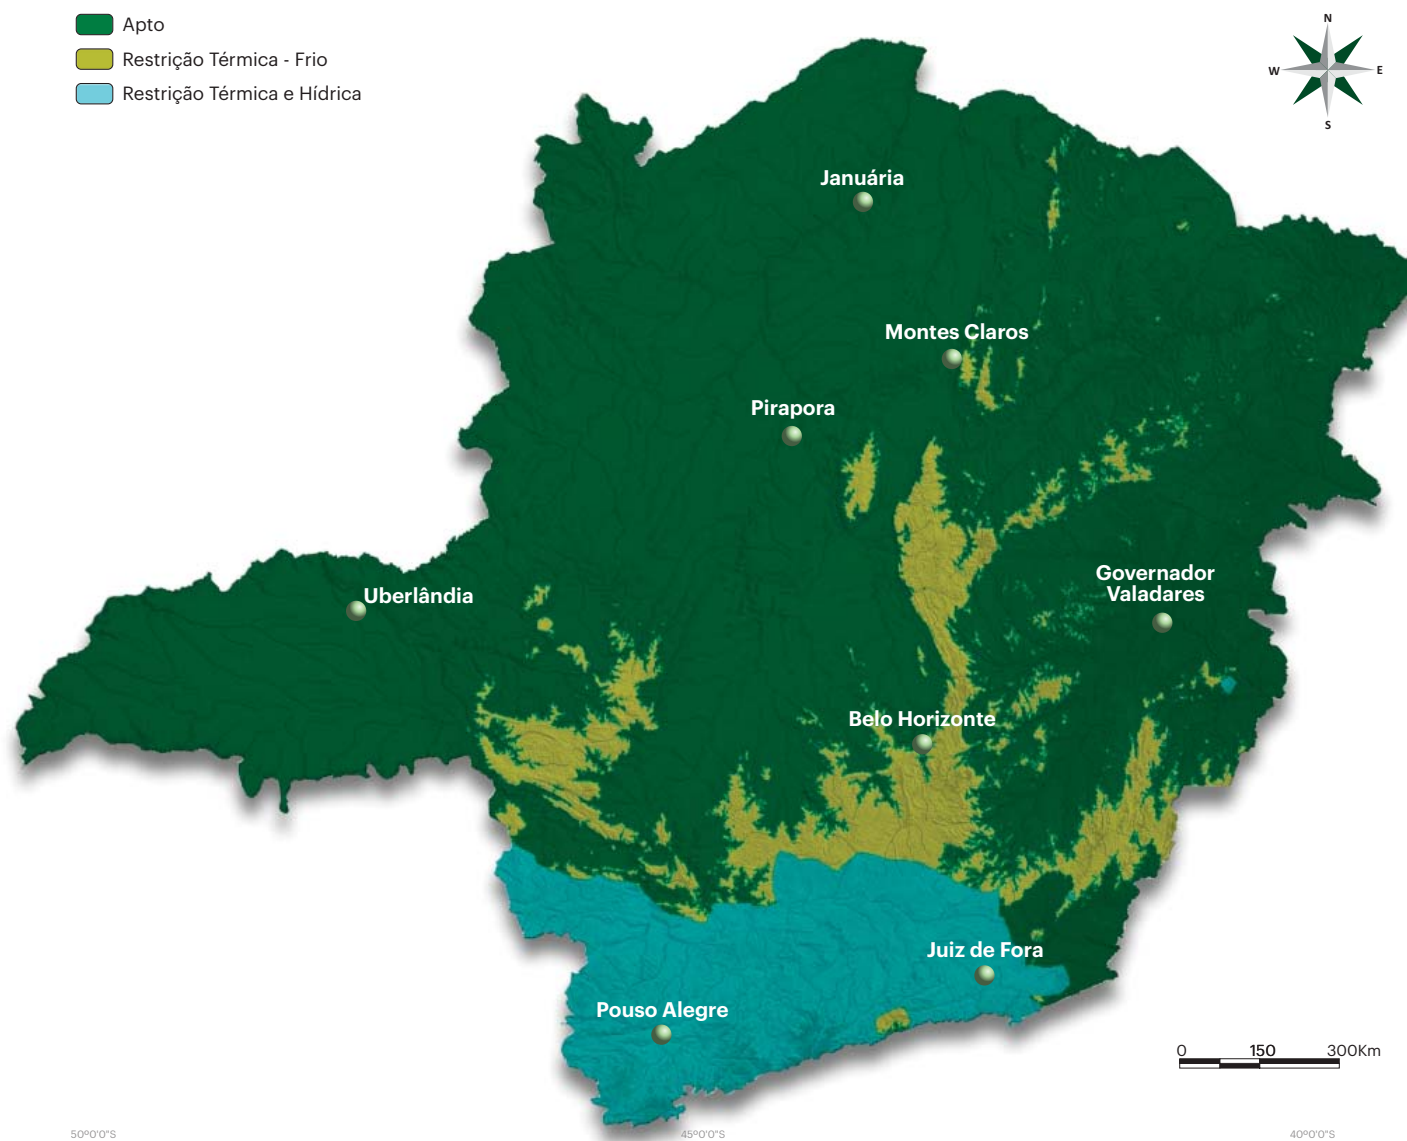 Apto
Restrição Térmica - Frio
Restrição Térmica e Hídrica
N
W
E
S
Januária
Montes Claros
Pirapora
Uberlândia
Governador
Valadares
Belo Horizonte
Juiz de Fora
Pouso Alegre
0 150 300Km
50º0'0"S 45º0'0"S 40º0'0"S